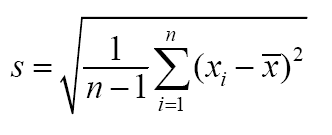 s = √(1/(n−1) ∑_{i=1}^{n} (x_i − x̄)²)